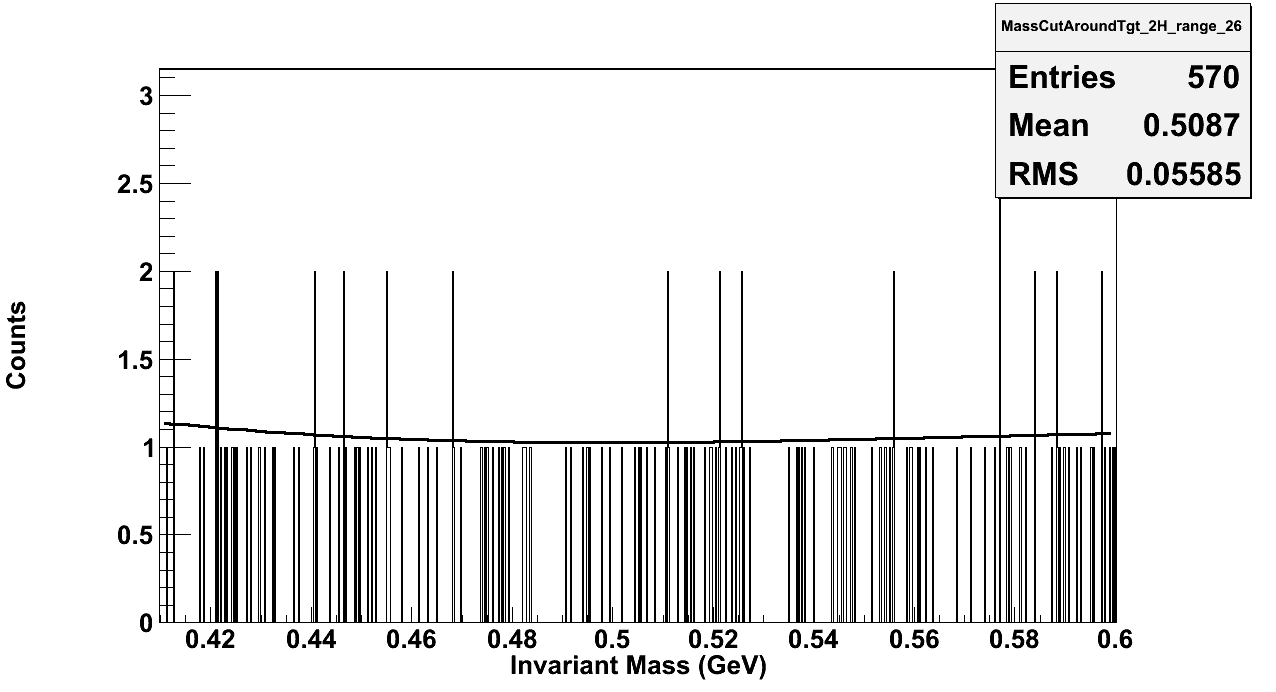 MassCutAroundTgt_2H_range_26
Entries 570
Mean 0.5087
RMS 0.05585
3
2.5
2
1.5
1
0.5
0
Counts
0.42 0.44 0.46 0.48 0.5 0.52 0.54 0.56 0.58 0.6
Invariant Mass (GeV)